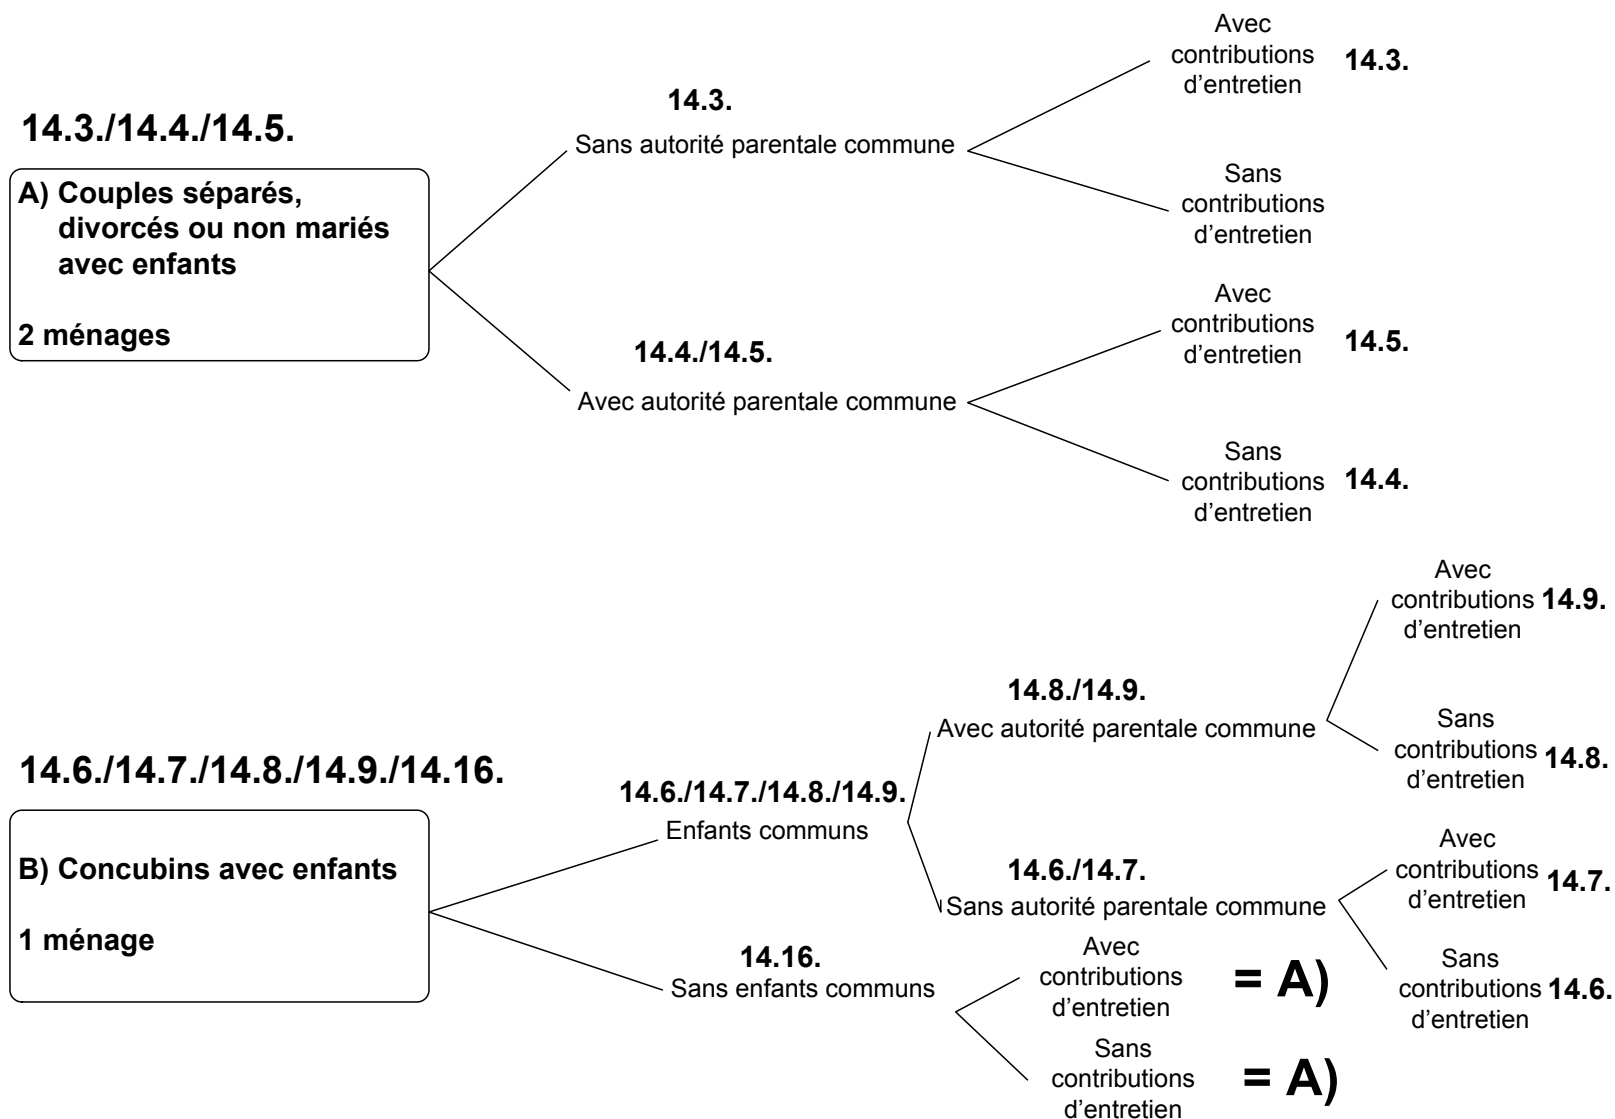 14.3./14.4./14.5.
A) Couples séparés,
divorcés ou non mariés
avec enfants
2 ménages
14.3.
Sans autorité parentale commune
Avec
contributions
d'entretien
14.3.
Sans
contributions
d’entretien
14.4./14.5.
Avec autorité parentale commune
Avec
contributions
d’entretien
14.5.
Sans
contributions
d’entretien
14.4.
14.6./14.7./14.8./14.9./14.16.
B) Concubins avec enfants
1 ménage
14.6./14.7./14.8./14.9.
Enfants communs
14.8./14.9.
Avec autorité parentale commune
Avec
contributions
d’entretien
14.9.
Sans
contributions
d’entretien
14.8.
14.6./14.7.
Sans autorité parentale commune
Avec
contributions
d’entretien
14.7.
Sans
contributions
d’entretien
14.6.
14.16.
Sans enfants communs
Avec
contributions
d’entretien
= A)
Sans
contributions
d’entretien
= A)